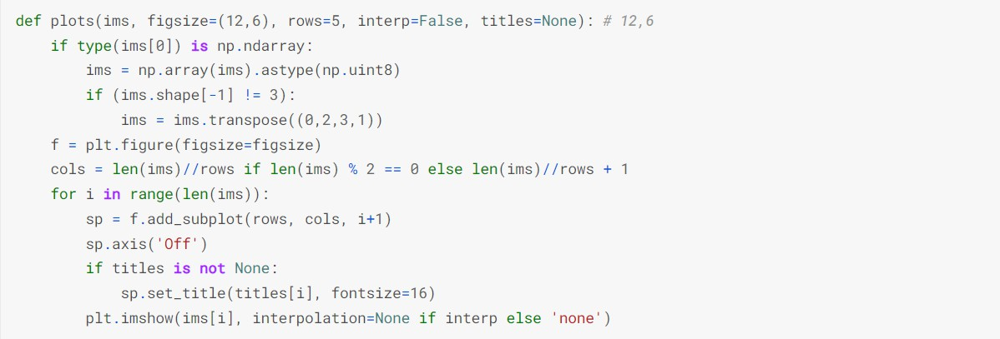 def plots(ims, figsize=(12,6), rows=5, interp=False, titles=None): # 12,6
    if type(ims[0]) is np.ndarray:
        ims = np.array(ims).astype(np.uint8)
        if (ims.shape[-1] != 3):
            ims = ims.transpose((0,2,3,1))
    f = plt.figure(figsize=figsize)
    cols = len(ims)//rows if len(ims) % 2 == 0 else len(ims)//rows + 1
    for i in range(len(ims)):
        sp = f.add_subplot(rows, cols, i+1)
        sp.axis('Off')
        if titles is not None:
            sp.set_title(titles[i], fontsize=16)
        plt.imshow(ims[i], interpolation=None if interp else 'none')